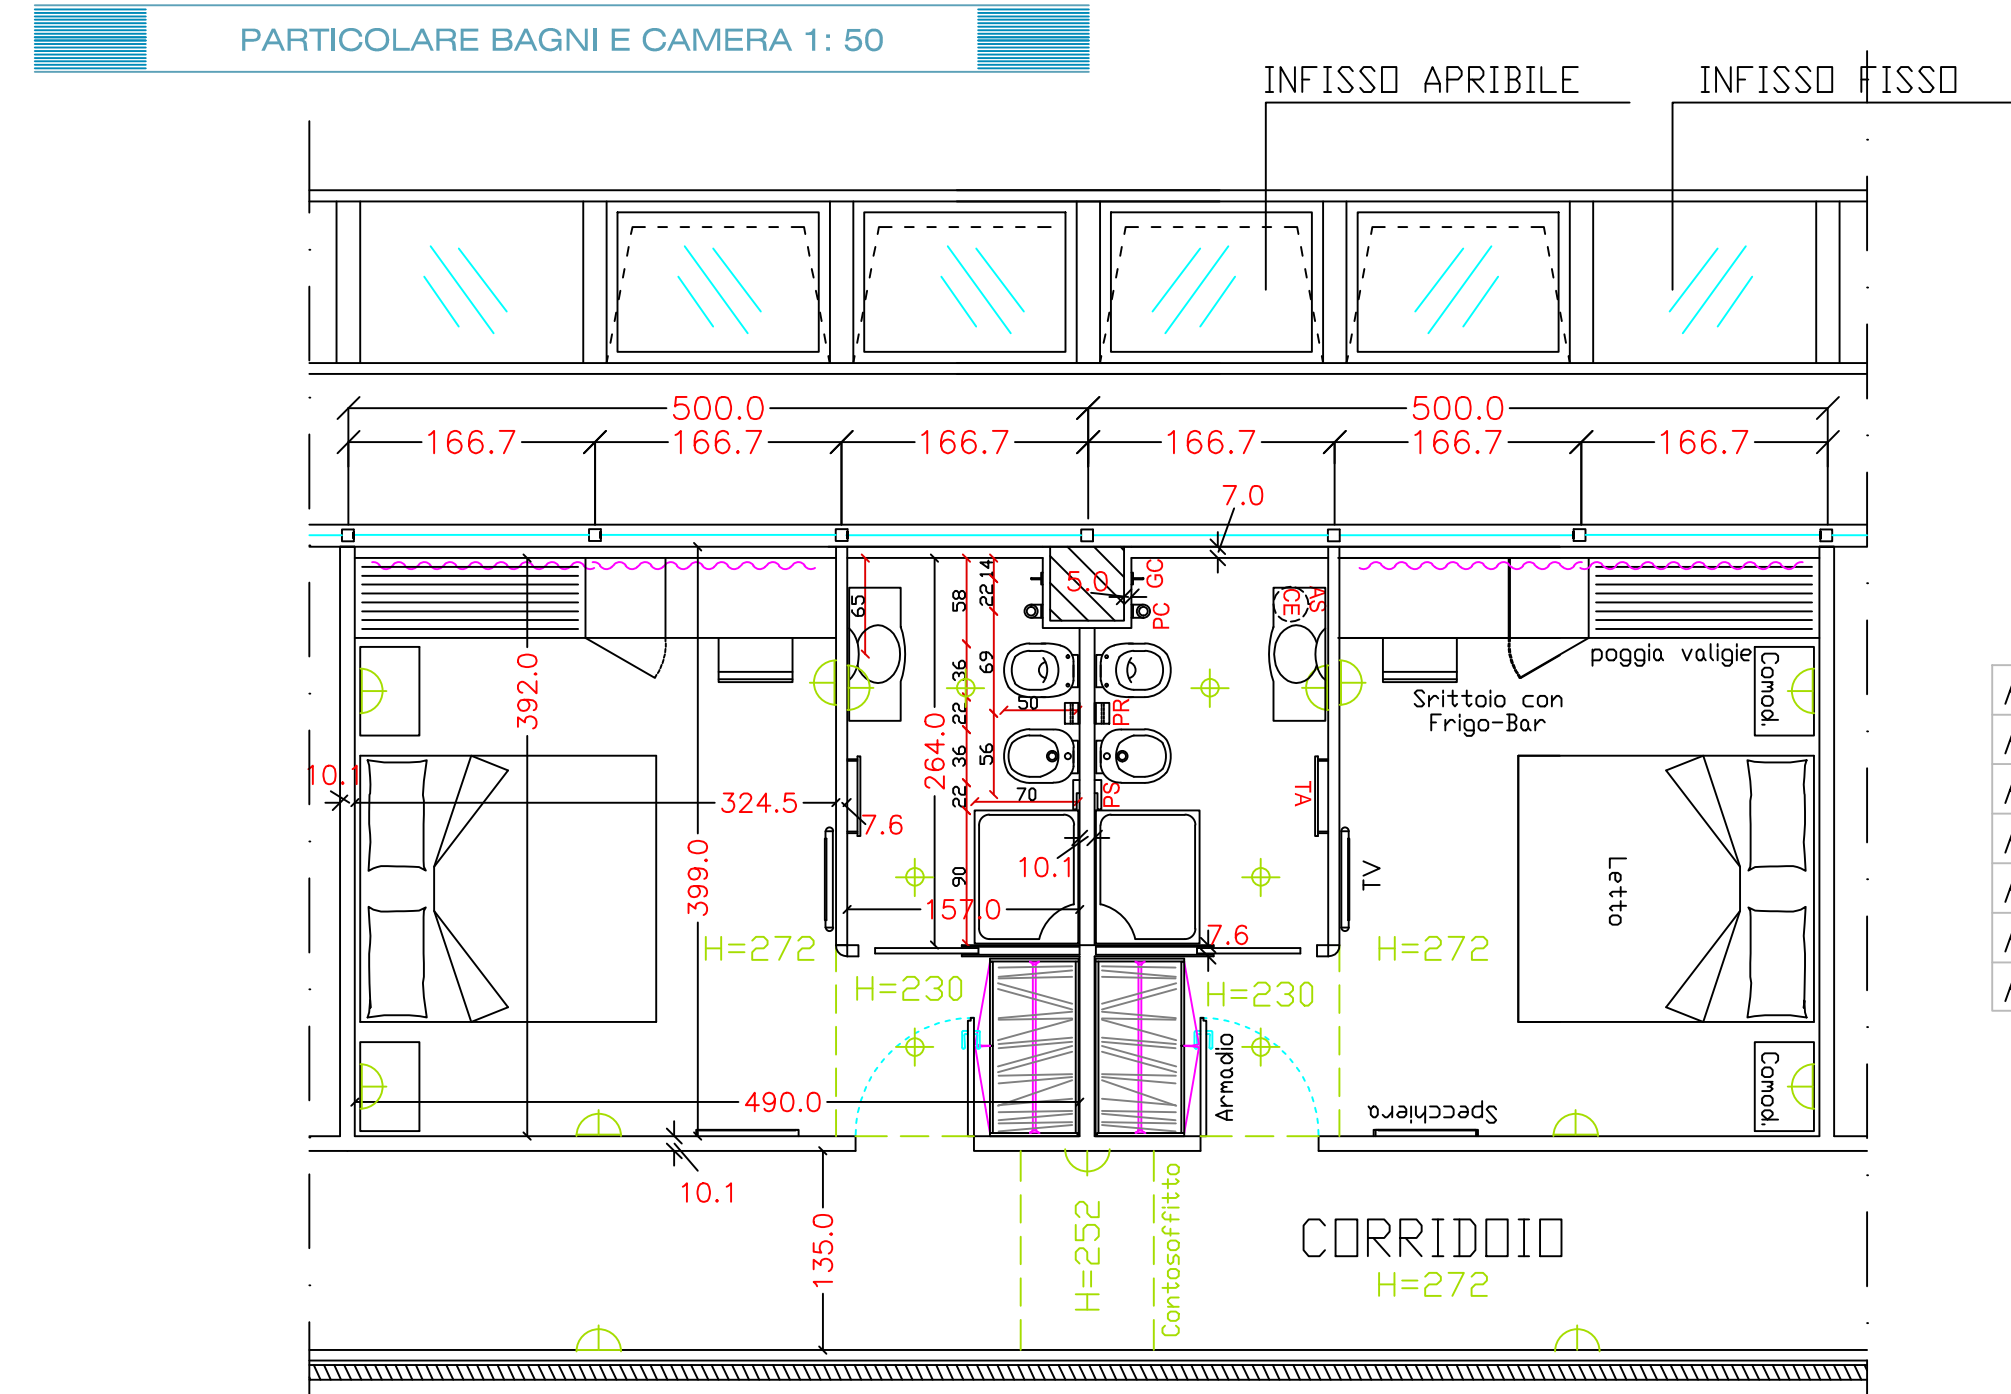 PARTICOLARE BAGNI E CAMERA 1: 50
INFISSO APRIBILE
INFISSO FISSO
500.0
500.0
166.7
166.7
166.7
166.7
166.7
166.7
7.0
5.0
GC
PC
CE
AS
65
58
14
22
392.0
36
69
22
50
PR
264.0
36
56
22
70
PS
TA
10.1
324.5
7.6
399.0
90
10.1
157.0
7.6
poggia valigie
Comod.
Srittoio con
Frigo-Bar
TV
Letto
H=272
H=230
H=230
H=272
490.0
Armadio
Specchiera
Comod.
10.1
135.0
H=252
Contosoffitto
CORRIDOIO
H=272